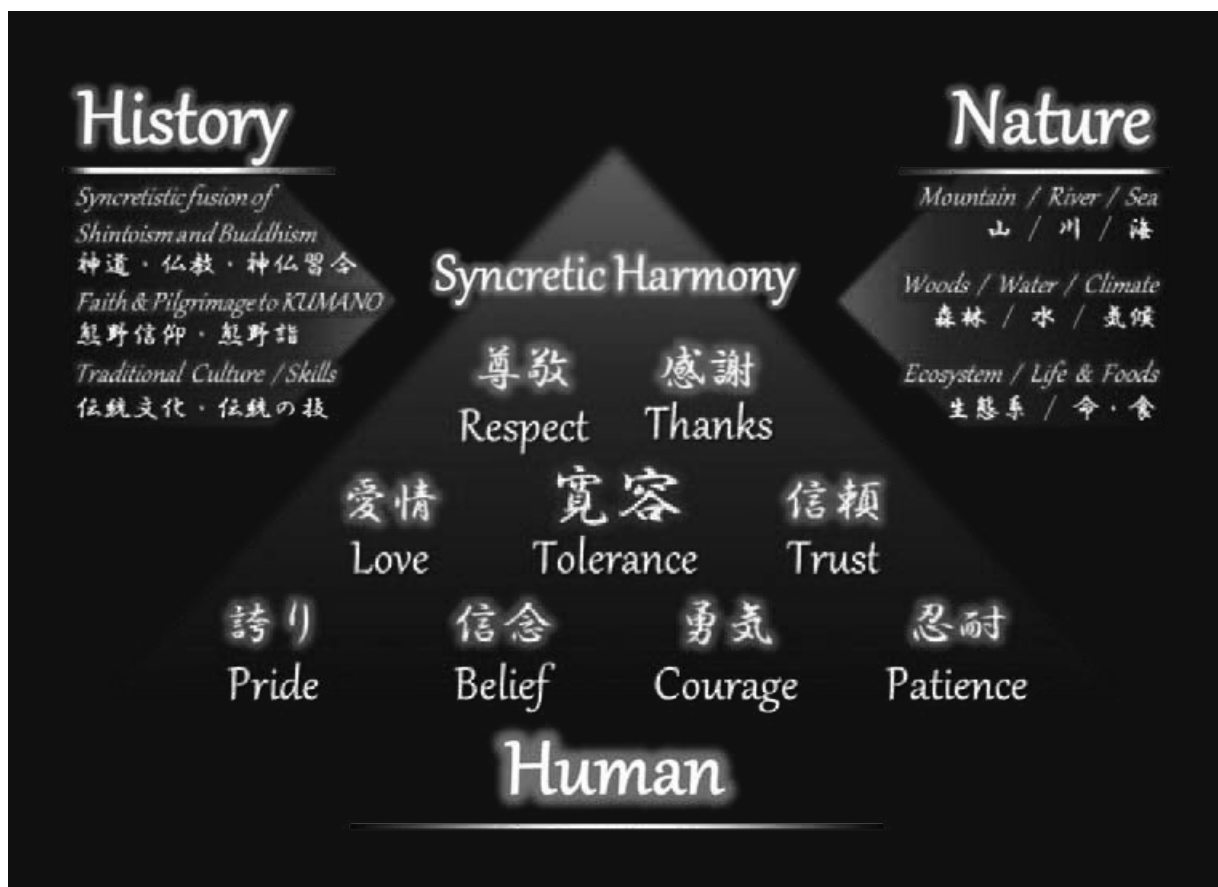 History
Syncretistic fusion of
Shintoism and Buddhism
神道・仏教・神仏習合
Faith & Pilgrimage to KUMANO
熊野信仰・熊野詣
Traditional Culture / Skills
伝統文化・伝統の技
Nature
Mountain / River / Sea
山 / 川 / 海
Woods / Water / Climate
森林 / 水 / 気候
Ecosystem / Life & Foods
生態系 / 命・食
Syncretic Harmony
尊敬 感謝
Respect Thanks
愛情 寛容 信頼
Love Tolerance Trust
誇り 信念 勇気 忍耐
Pride Belief Courage Patience
Human